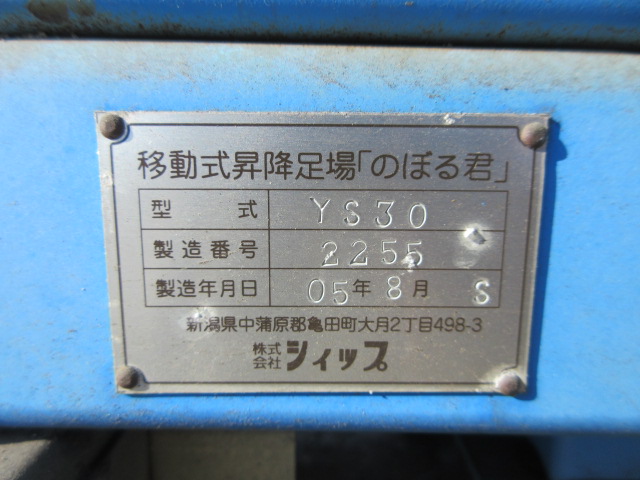 移動式昇降足場「のぼる君」
型式 YS30
製造番号 2255
製造年月日 05年8月 S
新潟県中蒲原郡亀田町大月2丁目498-3
株式会社 シィップ